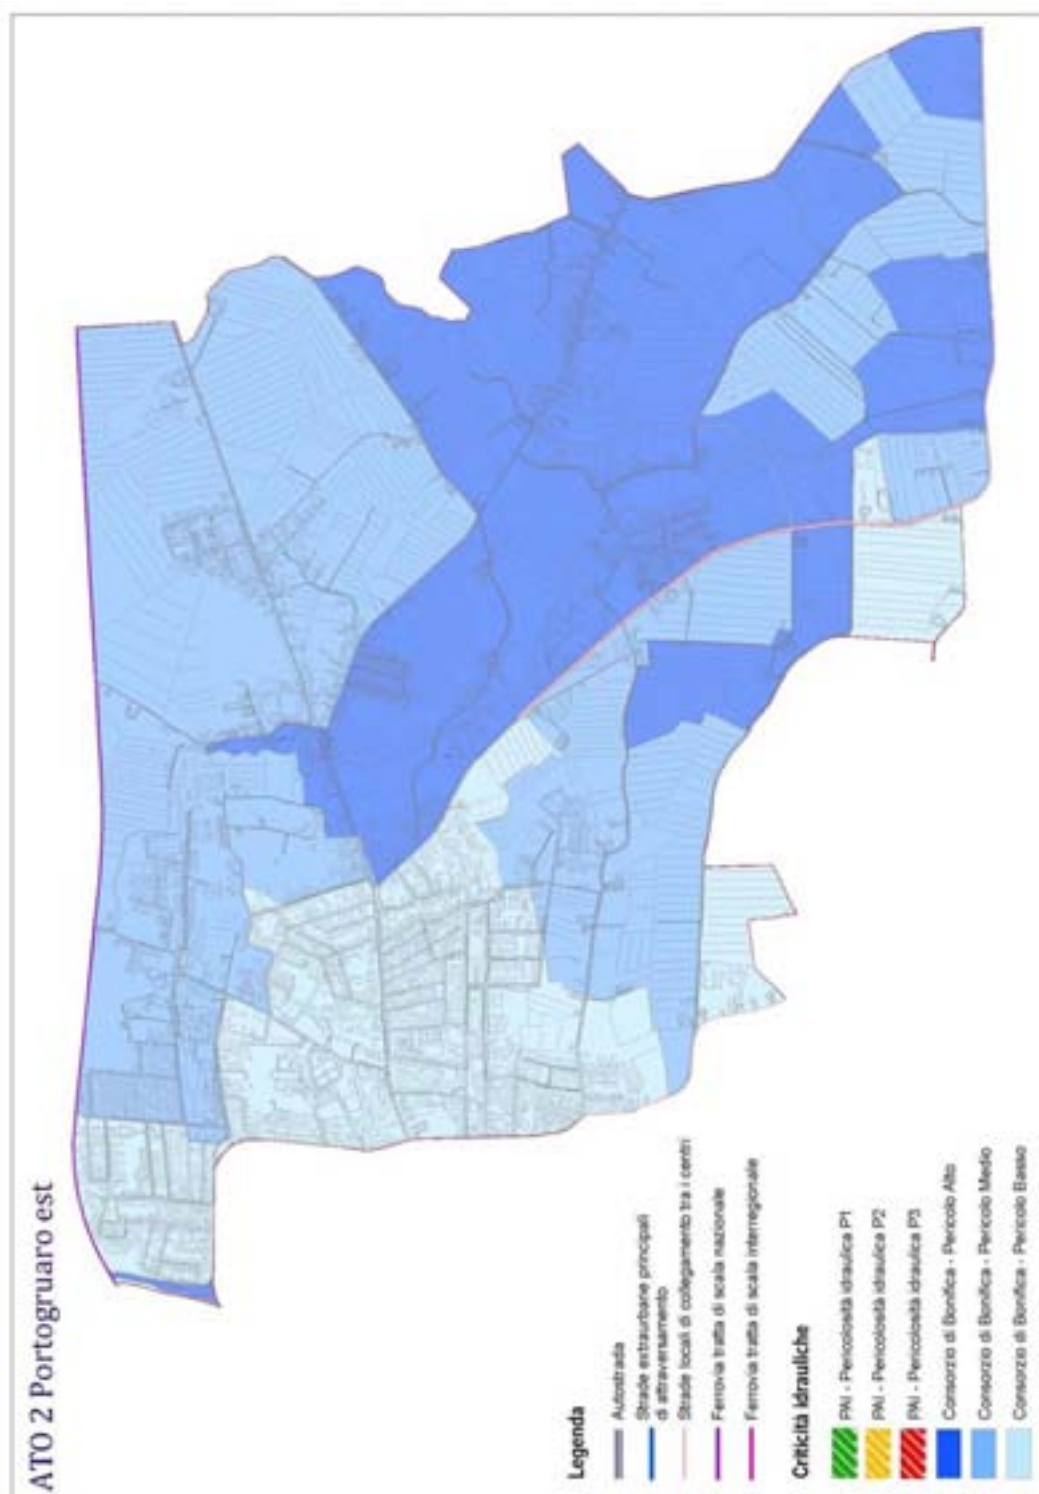 ATO 2 Portogruaro est
Legenda
Autostrada
Strade extraurbane principali
di attraversamento
Strade locali di collegamento tra i centri
Ferrovia tratta di scala nazionale
Ferrovia tratta di scala interregionale
Criticità idrauliche
PAI - Pericolosità idraulica P1
PAI - Pericolosità idraulica P2
PAI - Pericolosità idraulica P3
Consorzio di Bonifica - Pericolo Alto
Consorzio di Bonifica - Pericolo Medio
Consorzio di Bonifica - Pericolo Basso